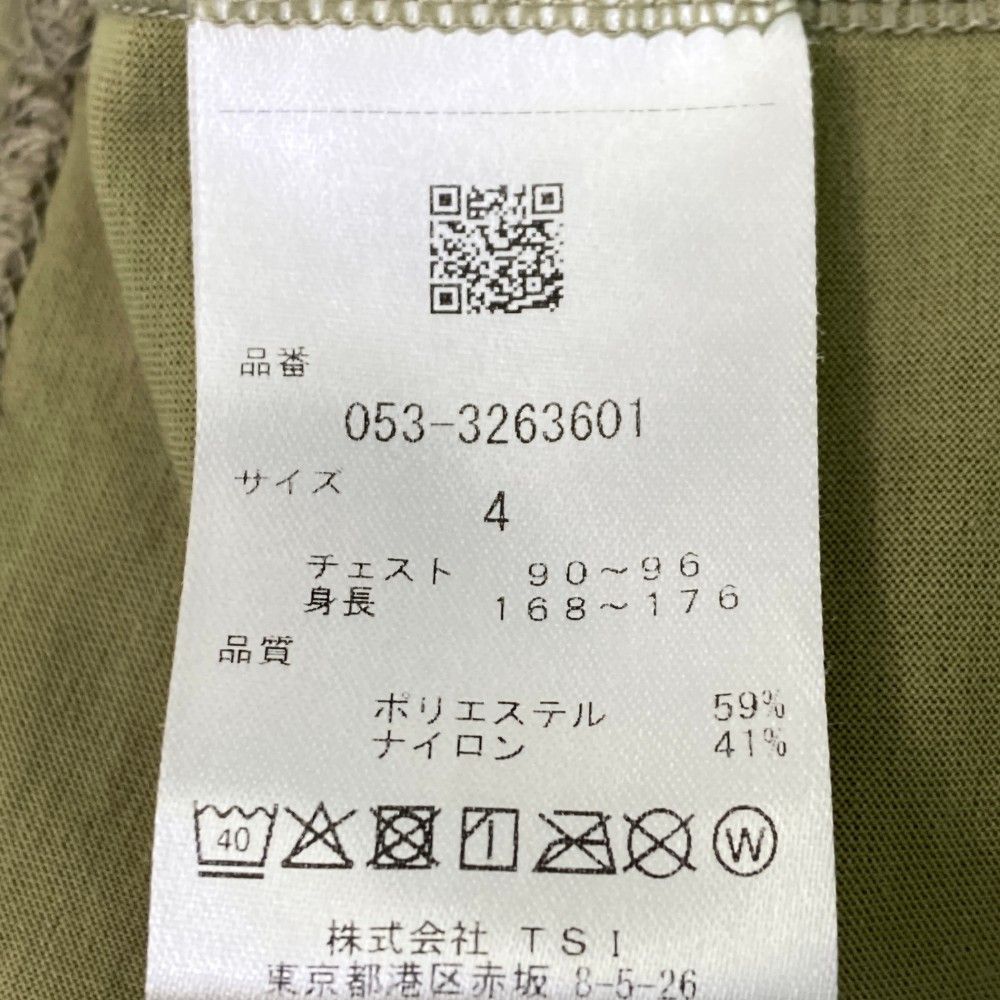 品番
053-3263601
サイズ
4
チェスト 90～96
身長 168～176
品質
ポリエステル 59%
ナイロン 41%
40 W
株式会社 TSI
東京都港区赤坂 8-5-26